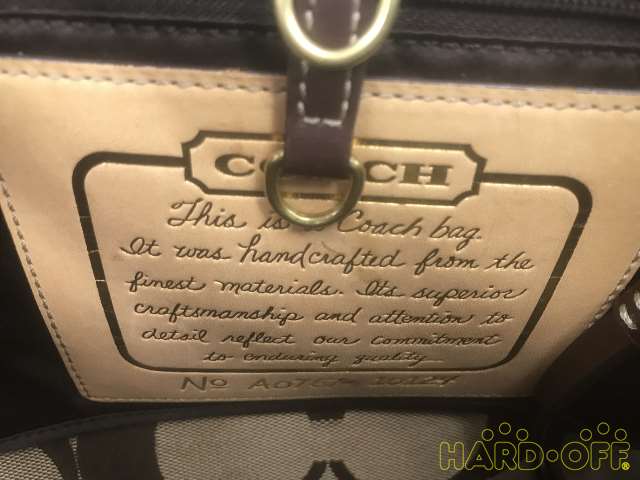 COACH
This is a Coach bag.
It was handcrafted from the
finest materials. Its superior
craftsmanship and attention to
detail reflect our commitment
to enduring quality.
No
HARD·OFF